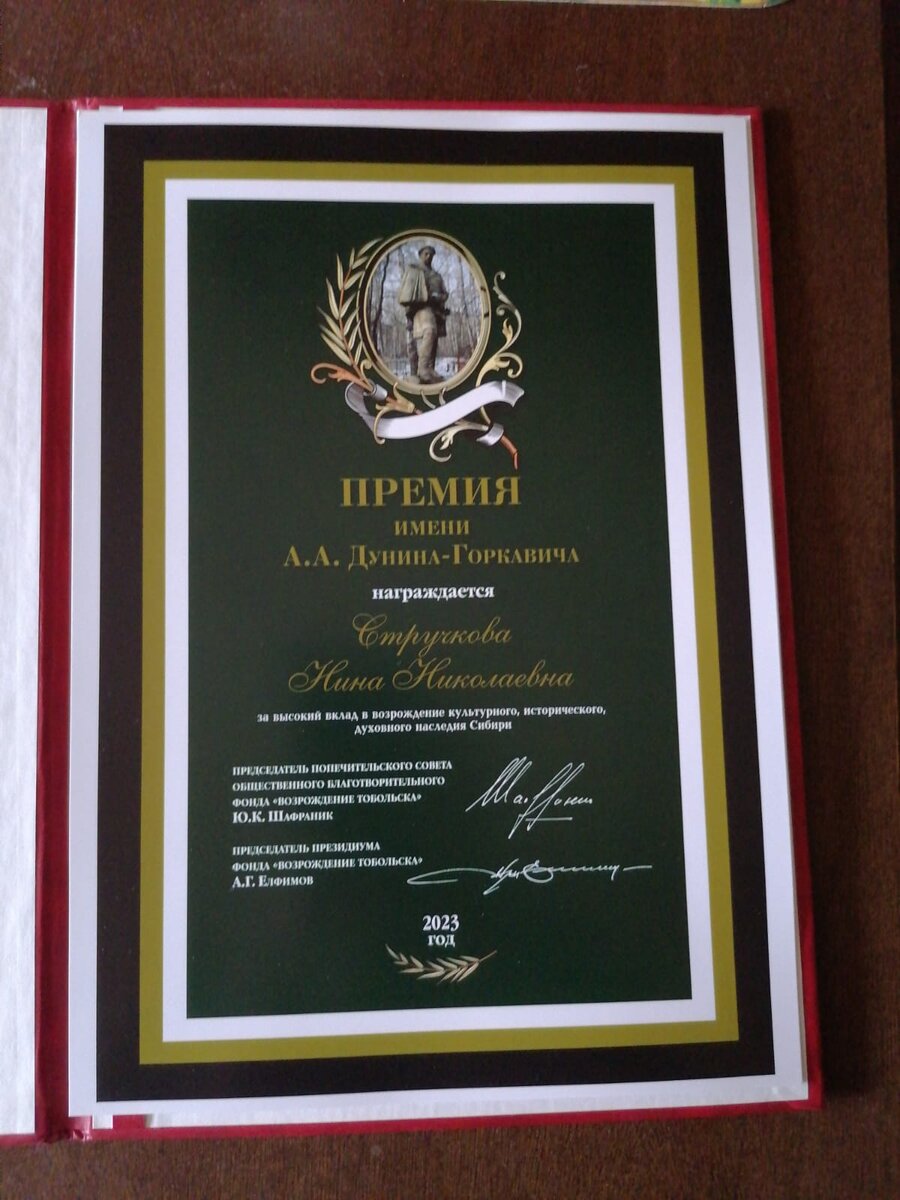 ПРЕМИЯ
ИМЕНИ
А.А. ДУНИНА-ГОРКАВИЧА
награждается
Стручкова
Нина Николаевна
за высокий вклад в возрождение культурного, исторического,
духовного наследия Сибири
ПРЕДСЕДАТЕЛЬ ПОПЕЧИТЕЛЬСКОГО СОВЕТА
ОБЩЕСТВЕННОГО БЛАГОТВОРИТЕЛЬНОГО
ФОНДА «ВОЗРОЖДЕНИЕ ТОБОЛЬСКА»
Ю.К. ШАФРАНИК
ПРЕДСЕДАТЕЛЬ ПРЕЗИДИУМА
ФОНДА «ВОЗРОЖДЕНИЕ ТОБОЛЬСКА»
А.Г. ЕЛФИМОВ
2023
ГОД